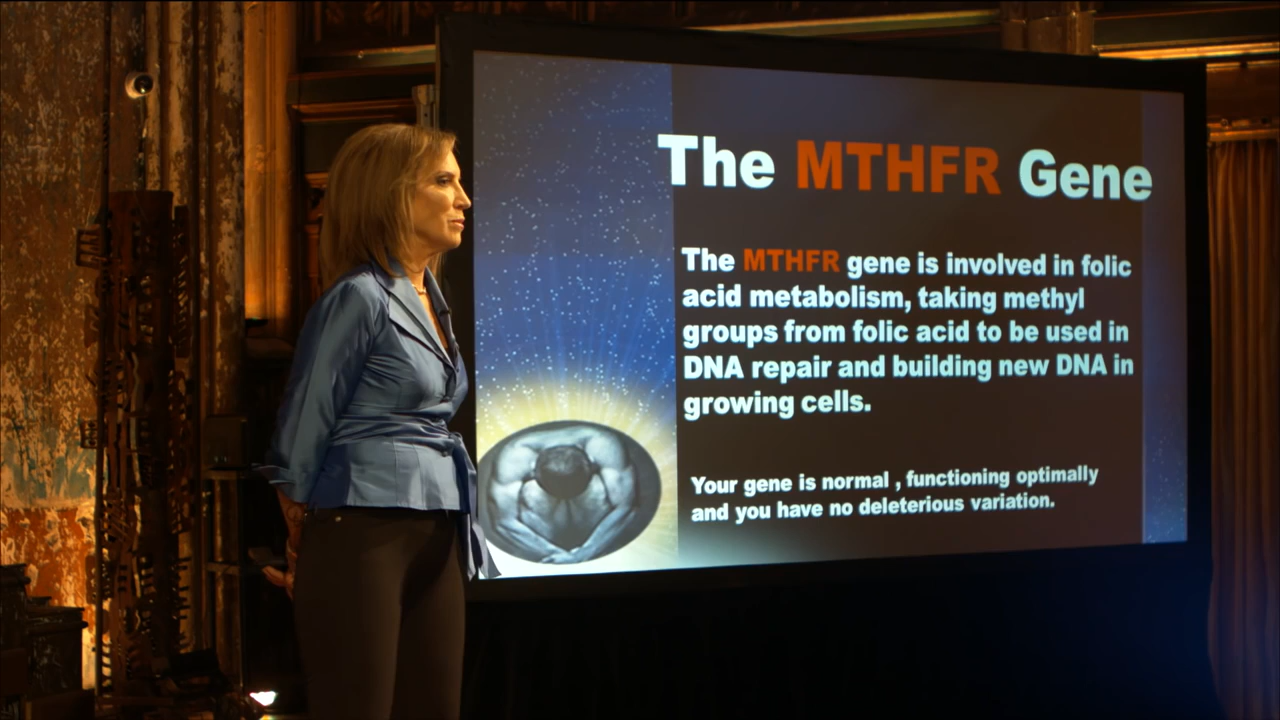 The MTHFR Gene
The MTHFR gene is involved in folic
acid metabolism, taking methyl
groups from folic acid to be used in
DNA repair and building new DNA in
growing cells.
Your gene is normal , functioning optimally
and you have no deleterious variation.